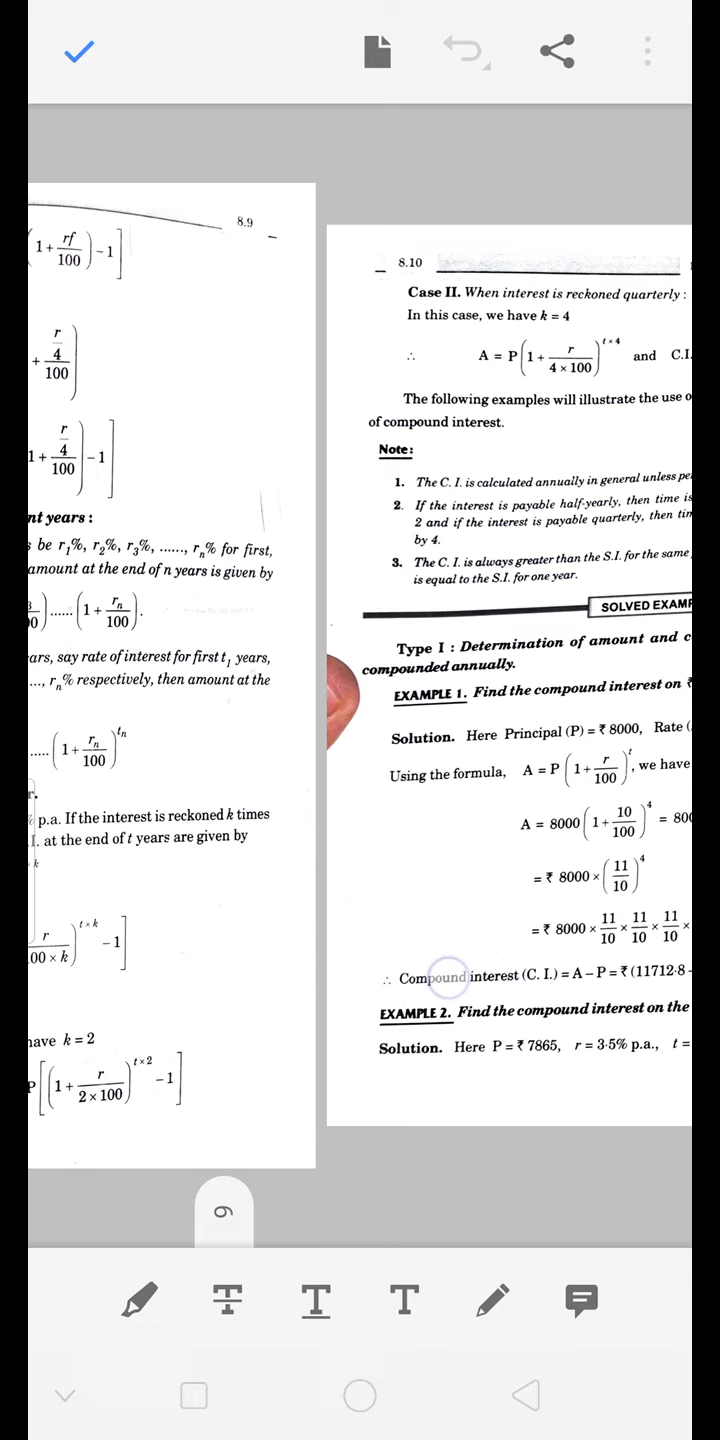 8.9
(1 + rf/100) − 1]
+ r/4/100)
1 + r/4/100) − 1]
nt years :
be r₁%, r₂%, r₃%, ......, rₙ% for first,
amount at the end of n years is given by
......(1 + rₙ/100).
ars, say rate of interest for first t₁ years,
..., rₙ% respectively, then amount at the
.....(1 + rₙ/100)^tₙ
r.
% p.a. If the interest is reckoned k times
I. at the end of t years are given by
k
r/00 × k)^t × k − 1]
have k = 2
P[(1 + r/2 × 100)^t × 2 − 1]
8.10
Case II. When interest is reckoned quarterly :
In this case, we have k = 4
∴ A = P(1 + r/4 × 100)^t × 4 and C.I.
The following examples will illustrate the use o
of compound interest.
Note:
1. The C. I. is calculated annually in general unless pe
2. If the interest is payable half-yearly, then time is
2 and if the interest is payable quarterly, then tim
by 4.
3. The C. I. is always greater than the S.I. for the same
is equal to the S.I. for one year.
SOLVED EXAMP
Type I : Determination of amount and c
compounded annually.
EXAMPLE 1. Find the compound interest on ₹
Solution. Here Principal (P) = ₹ 8000, Rate (
Using the formula, A = P(1 + r/100)^t, we have
A = 8000(1 + 10/100)^4 = 800
= ₹ 8000 × (11/10)^4
= ₹ 8000 × 11/10 × 11/10 × 11/10 ×
∴ Compound interest (C. I.) = A − P = ₹ (11712·8 −
EXAMPLE 2. Find the compound interest on the
Solution. Here P = ₹ 7865, r = 3·5% p.a., t =
6
T
T
T